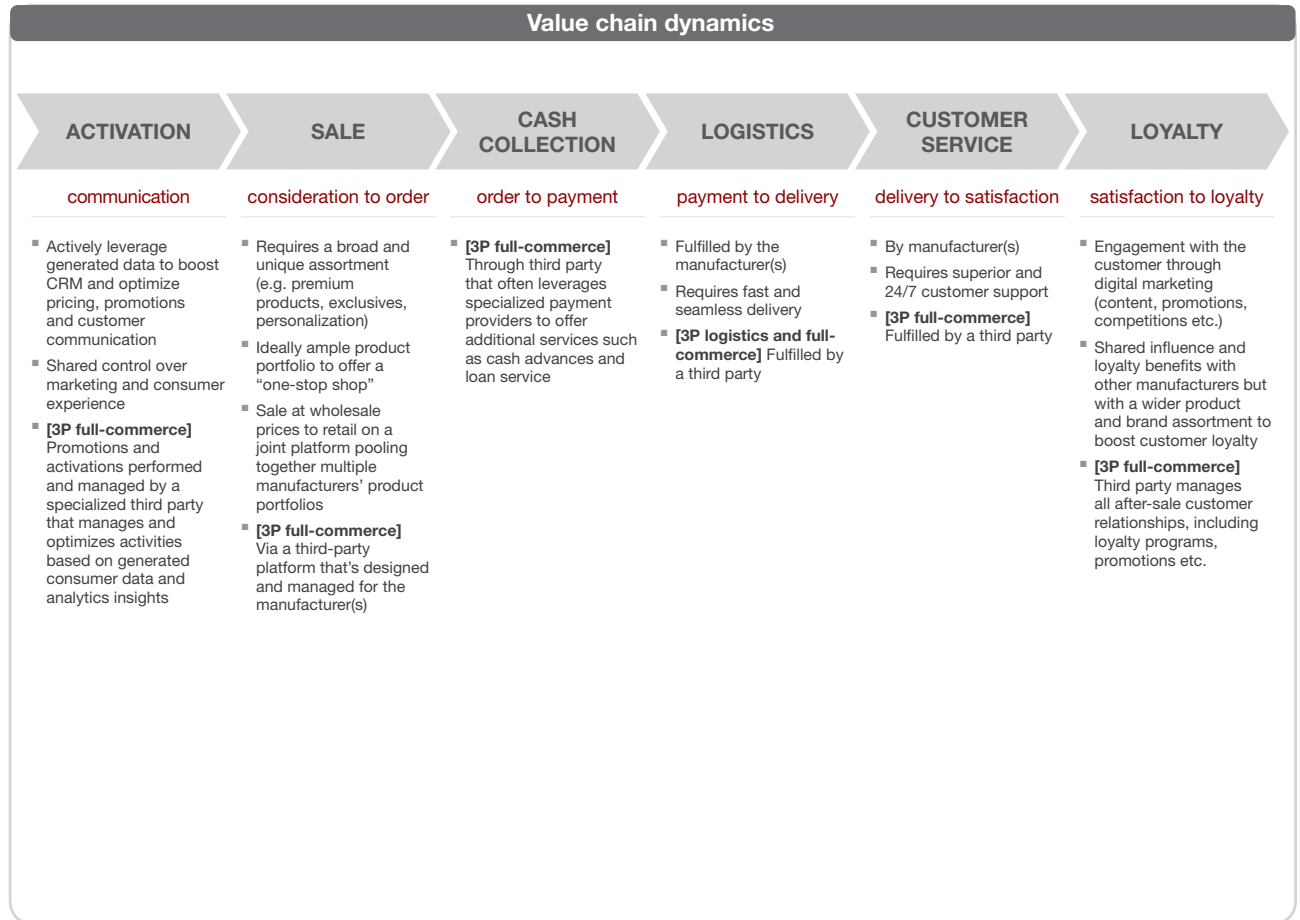 Value chain dynamics
ACTIVATION
communication
▪ Actively leverage
generated data to boost
CRM and optimize
pricing, promotions
and customer
communication
▪ Shared control over
marketing and consumer
experience
▪ [3P full-commerce]
Promotions and
activations performed
and managed by a
specialized third party
that manages and
optimizes activities
based on generated
consumer data and
analytics insights
SALE
consideration to order
▪ Requires a broad and
unique assortment
(e.g. premium
products, exclusives,
personalization)
▪ Ideally ample product
portfolio to offer a
“one-stop shop”
▪ Sale at wholesale
prices to retail on a
joint platform pooling
together multiple
manufacturers’ product
portfolios
▪ [3P full-commerce]
Via a third-party
platform that’s designed
and managed for the
manufacturer(s)
CASH
COLLECTION
order to payment
▪ [3P full-commerce]
Through third party
that often leverages
specialized payment
providers to offer
additional services such
as cash advances and
loan service
LOGISTICS
payment to delivery
▪ Fulfilled by the
manufacturer(s)
▪ Requires fast and
seamless delivery
▪ [3P logistics and full-
commerce] Fulfilled by
a third party
CUSTOMER
SERVICE
delivery to satisfaction
▪ By manufacturer(s)
▪ Requires superior and
24/7 customer support
▪ [3P full-commerce]
Fulfilled by a third party
LOYALTY
satisfaction to loyalty
▪ Engagement with the
customer through
digital marketing
(content, promotions,
competitions etc.)
▪ Shared influence and
loyalty benefits with
other manufacturers but
with a wider product
and brand assortment to
boost customer loyalty
▪ [3P full-commerce]
Third party manages
all after-sale customer
relationships, including
loyalty programs,
promotions etc.